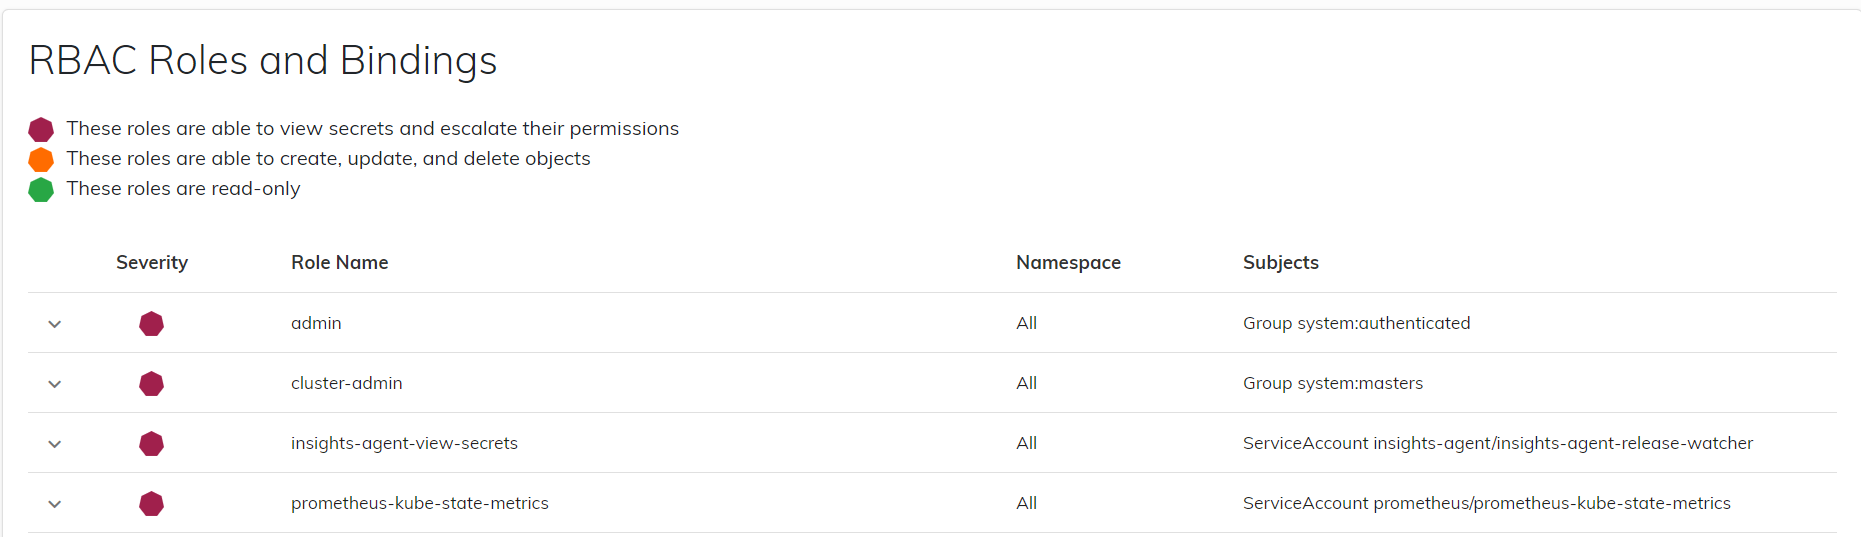 RBAC Roles and Bindings
These roles are able to view secrets and escalate their permissions
These roles are able to create, update, and delete objects
These roles are read-only
Severity Role Name Namespace Subjects
admin All Group system:authenticated
cluster-admin All Group system:masters
insights-agent-view-secrets All ServiceAccount insights-agent/insights-agent-release-watcher
prometheus-kube-state-metrics All ServiceAccount prometheus/prometheus-kube-state-metrics